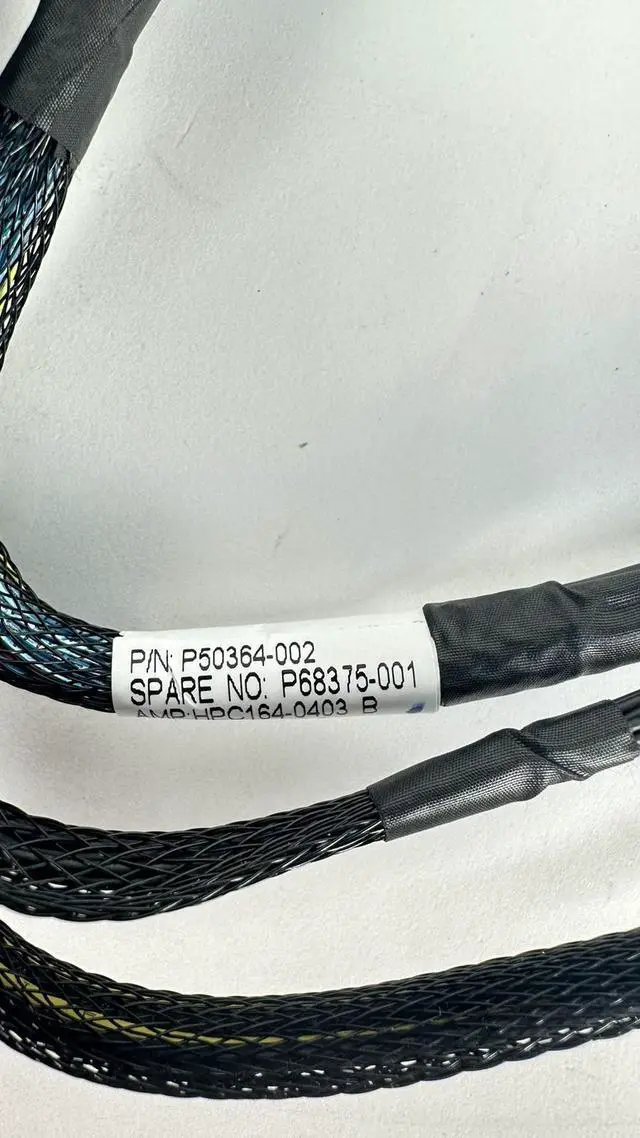 P/N: P50364-002
SPARE NO: P68375-001
AMP:HPC164-0403 B